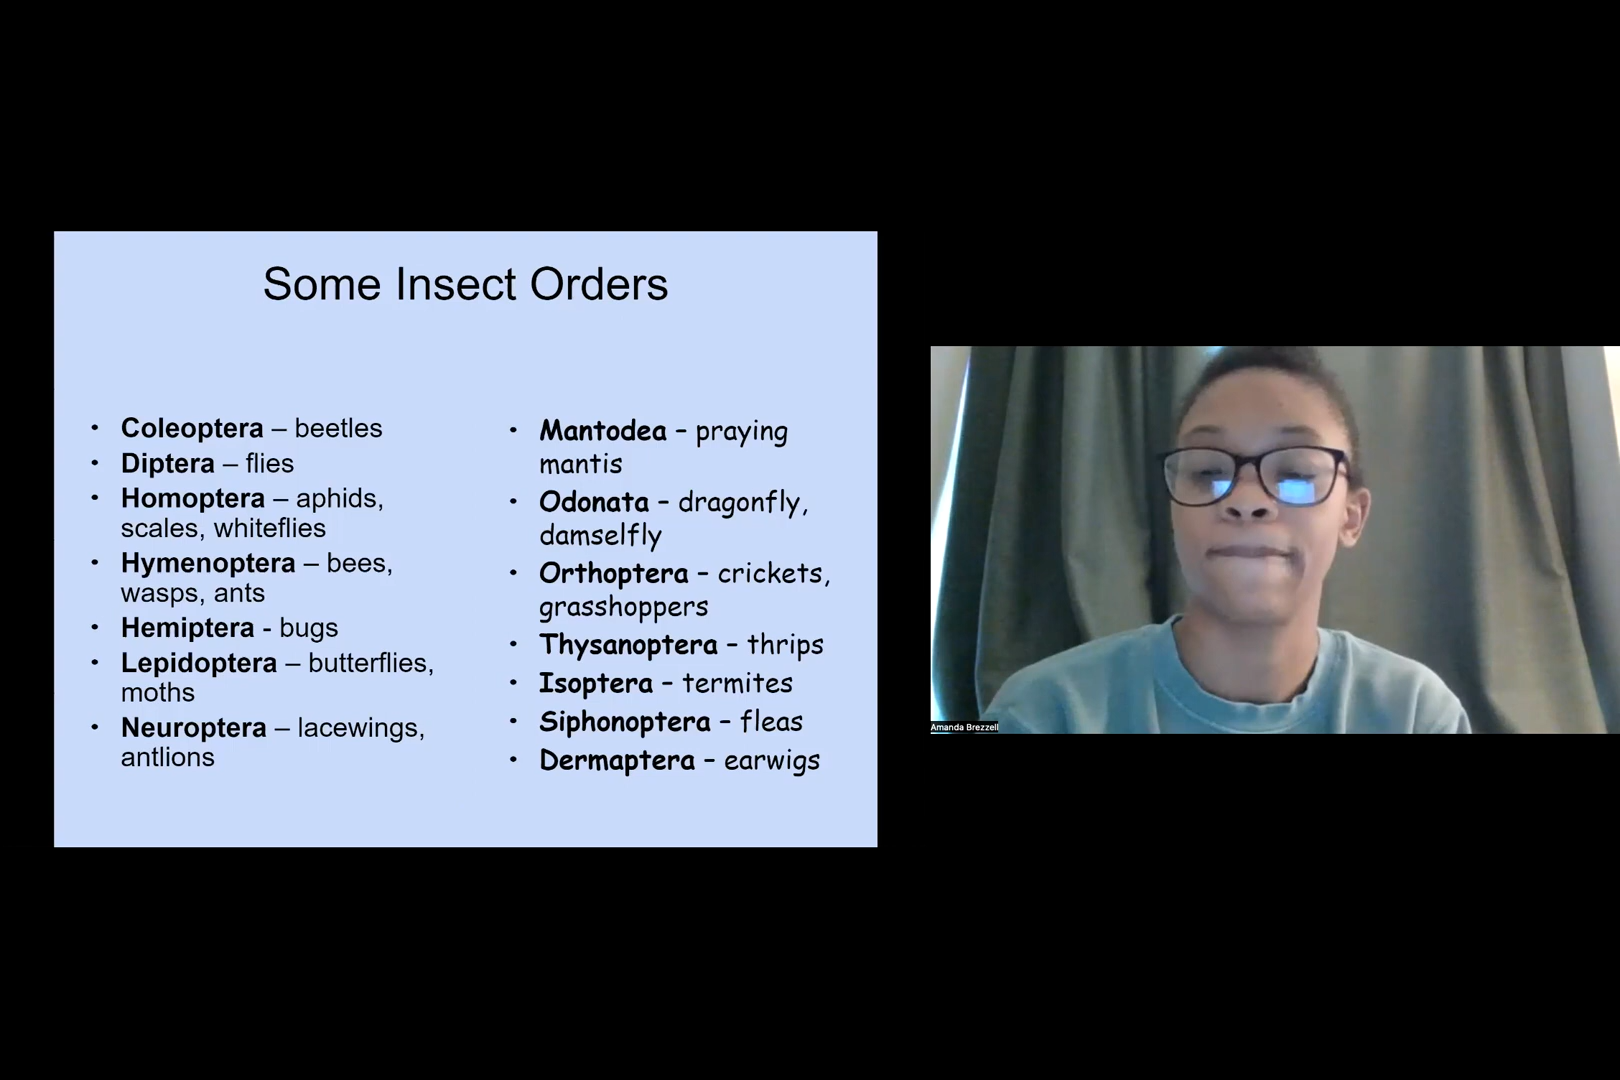 Some Insect Orders
• Coleoptera – beetles
• Diptera – flies
• Homoptera – aphids,
scales, whiteflies
• Hymenoptera – bees,
wasps, ants
• Hemiptera - bugs
• Lepidoptera – butterflies,
moths
• Neuroptera – lacewings,
antlions
• Mantodea – praying
mantis
• Odonata – dragonfly,
damselfly
• Orthoptera – crickets,
grasshoppers
• Thysanoptera – thrips
• Isoptera – termites
• Siphonoptera – fleas
• Dermaptera – earwigs
Amanda Brezzell